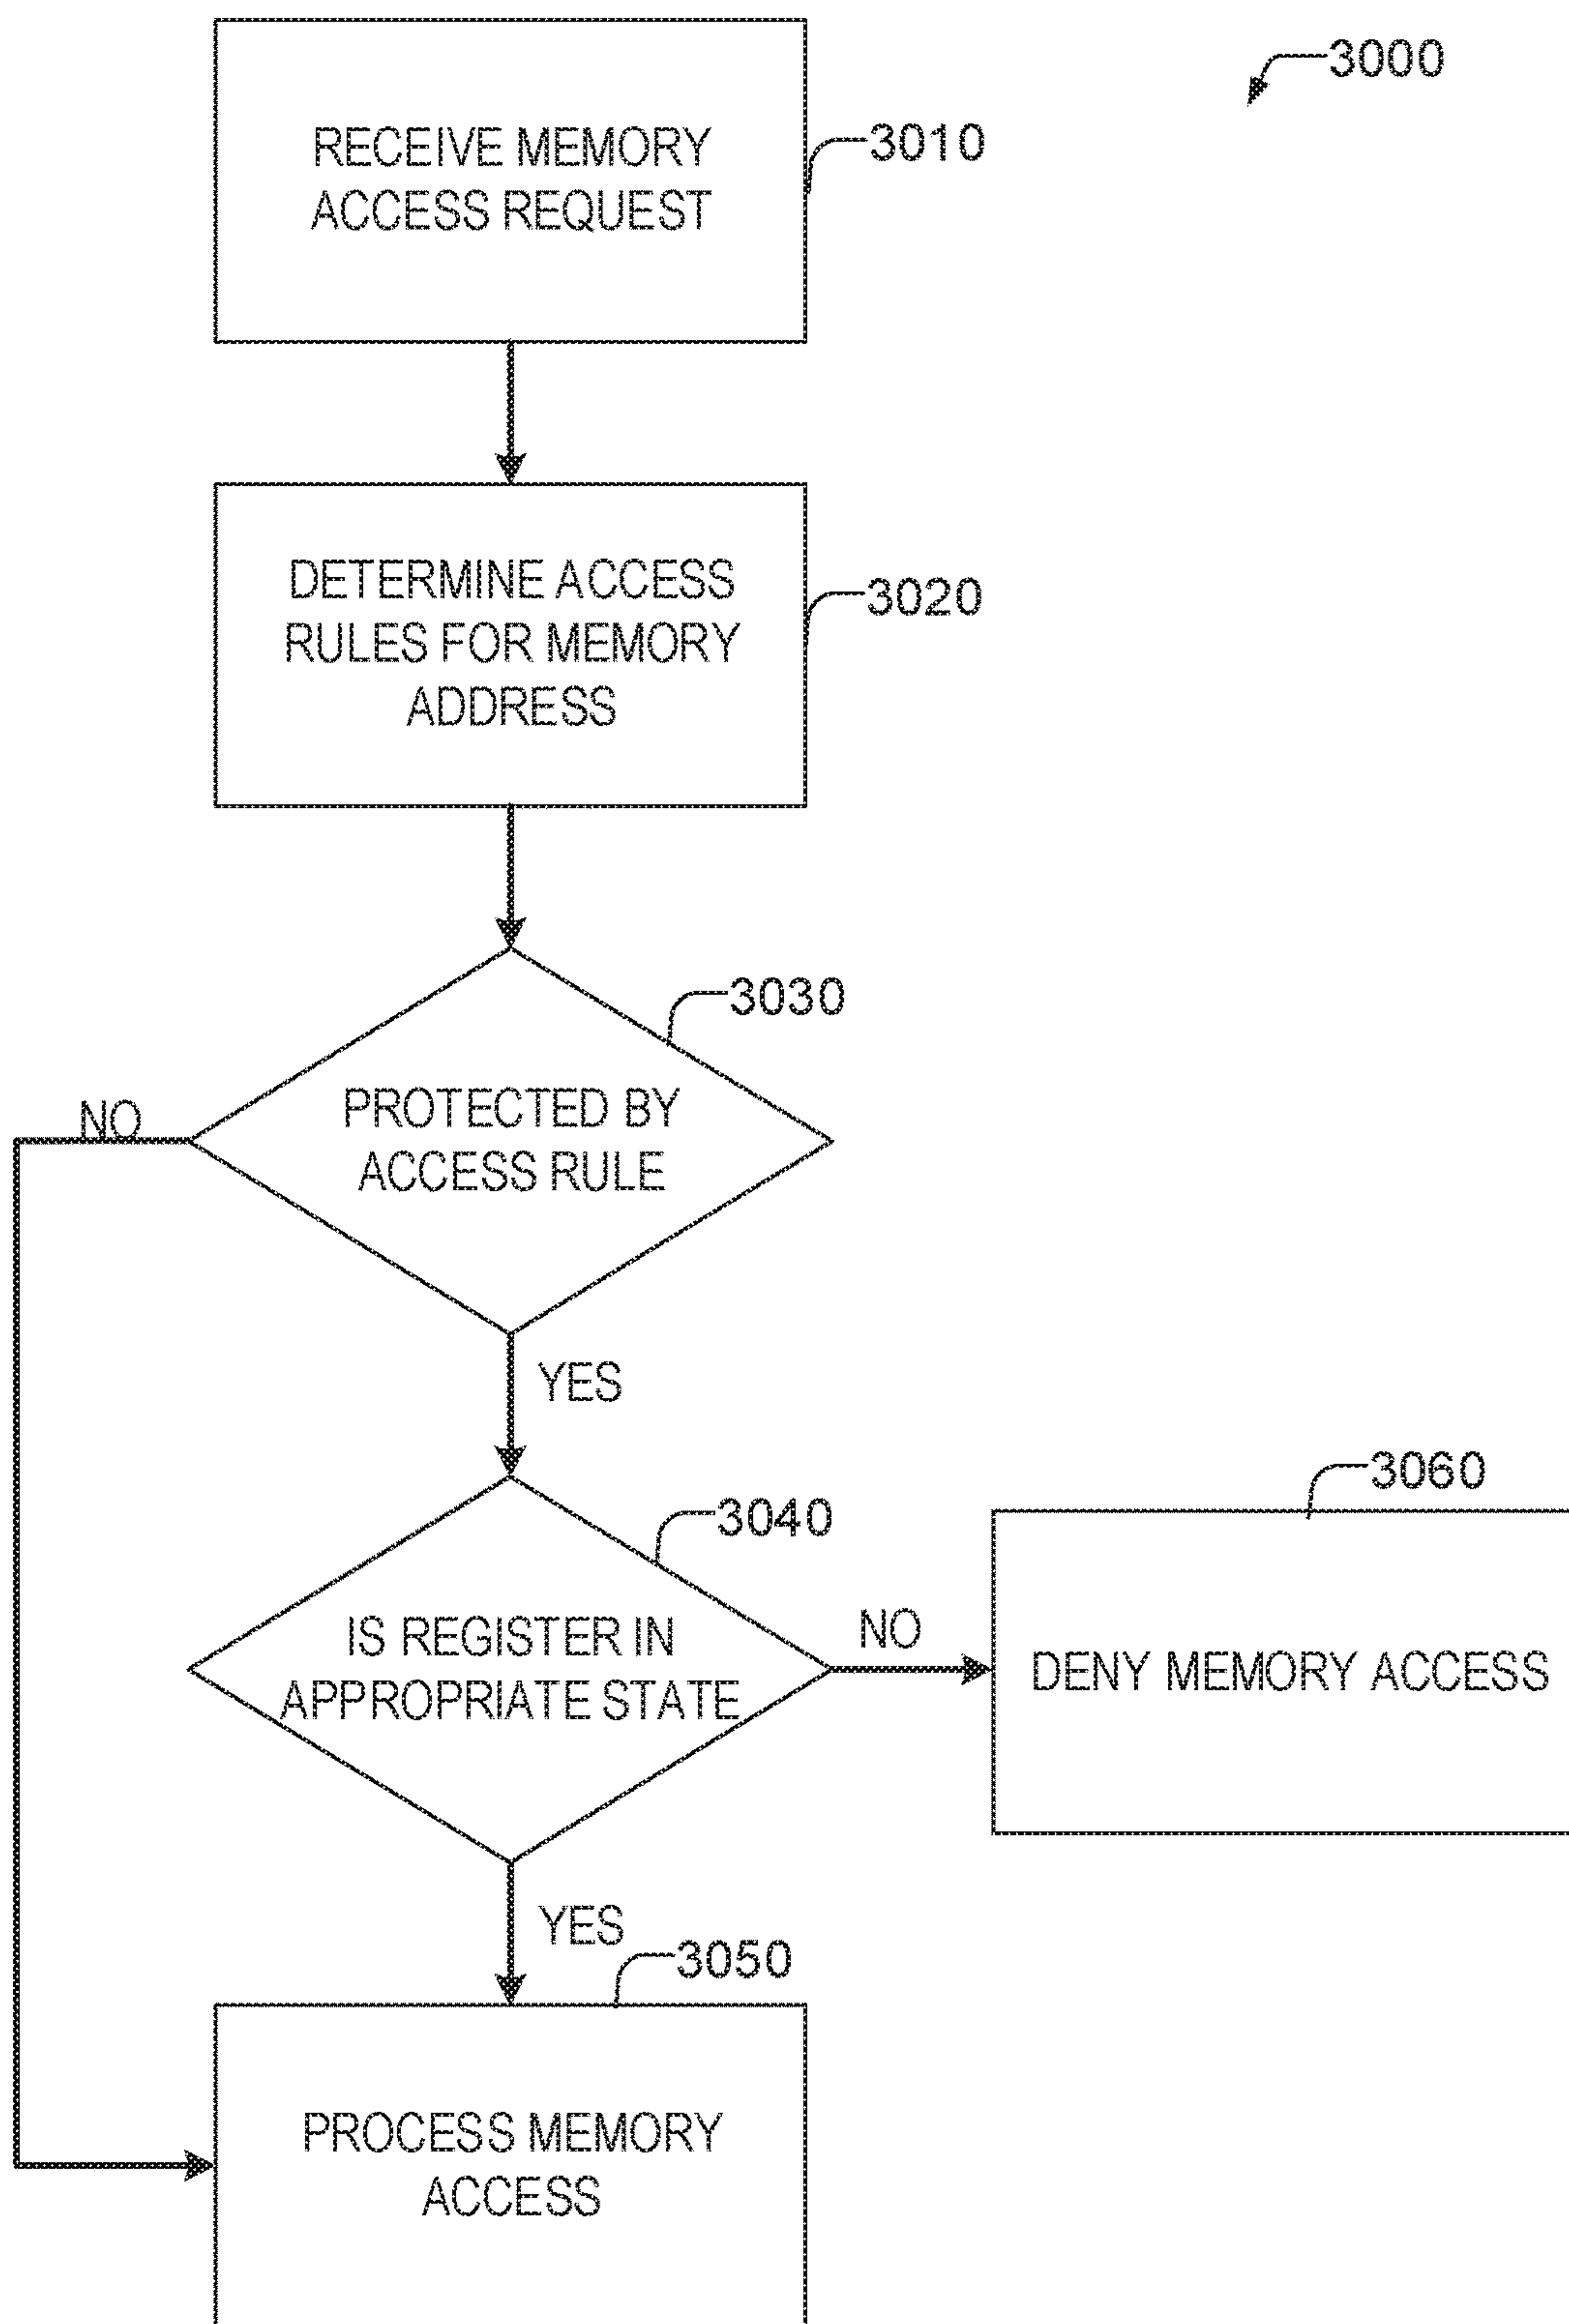 3000
RECEIVE MEMORY
ACCESS REQUEST
3010
DETERMINE ACCESS
RULES FOR MEMORY
ADDRESS
3020
3030
PROTECTED BY
ACCESS RULE
NO
YES
3040
IS REGISTER IN
APPROPRIATE STATE
NO
3060
DENY MEMORY ACCESS
YES
3050
PROCESS MEMORY
ACCESS